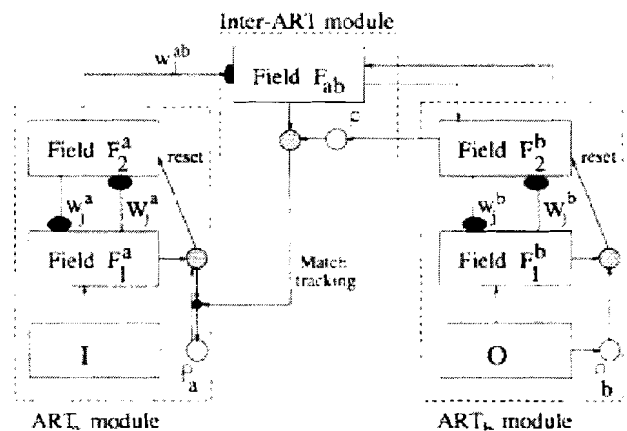 Inter-ART module
w^ab
Field F_ab
ρ
Field F_2^a
reset
w_j^a
W_j^a
Field F_1^a
I
ρ_a
ART_a module
Match
tracking
Field F_2^b
reset
w_j^b
W_j^b
Field F_1^b
O
ρ_b
ART_b module